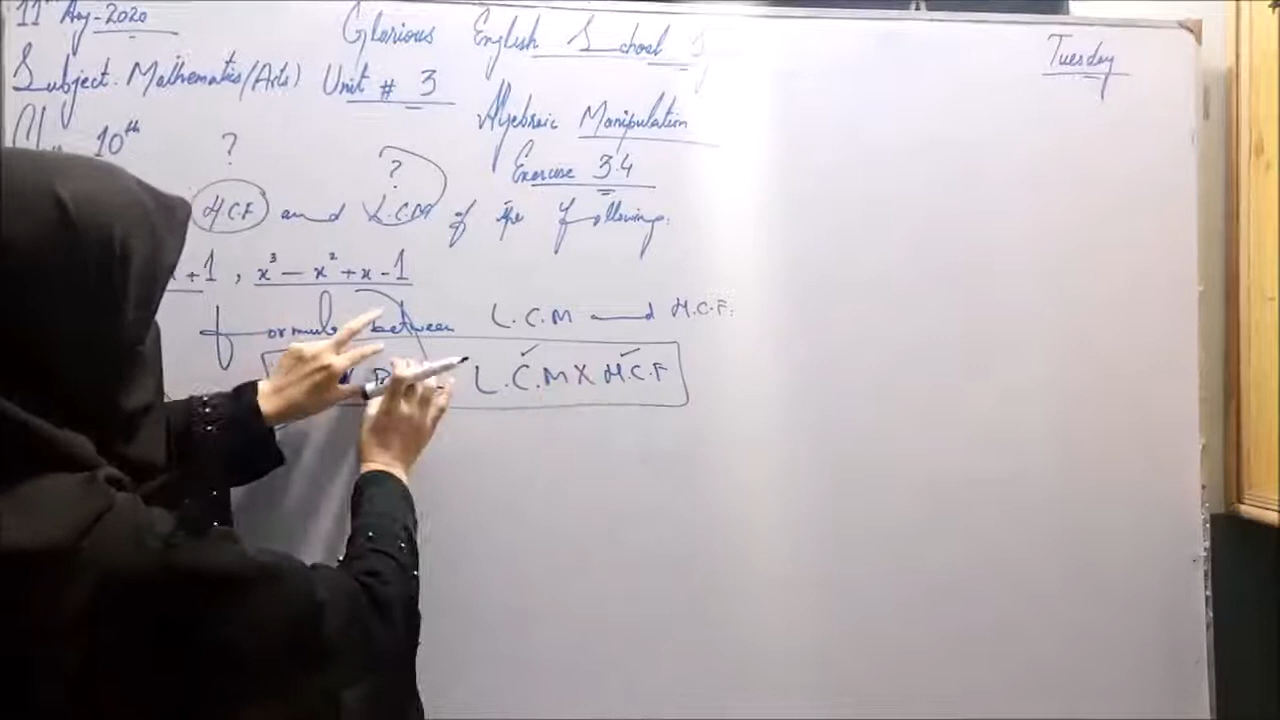 11th Aug-2020 Glorious English School Tuesday
Subject. Mathematics/(Arts) Unit # 3
Algebraic Manipulation
10th
? ? Exercise 3.4
H.C.F and L.C.M of the following.
x+1 , x³ - x² + x - 1
formula between L.C.M and H.C.F.
L.C.M X H.C.F